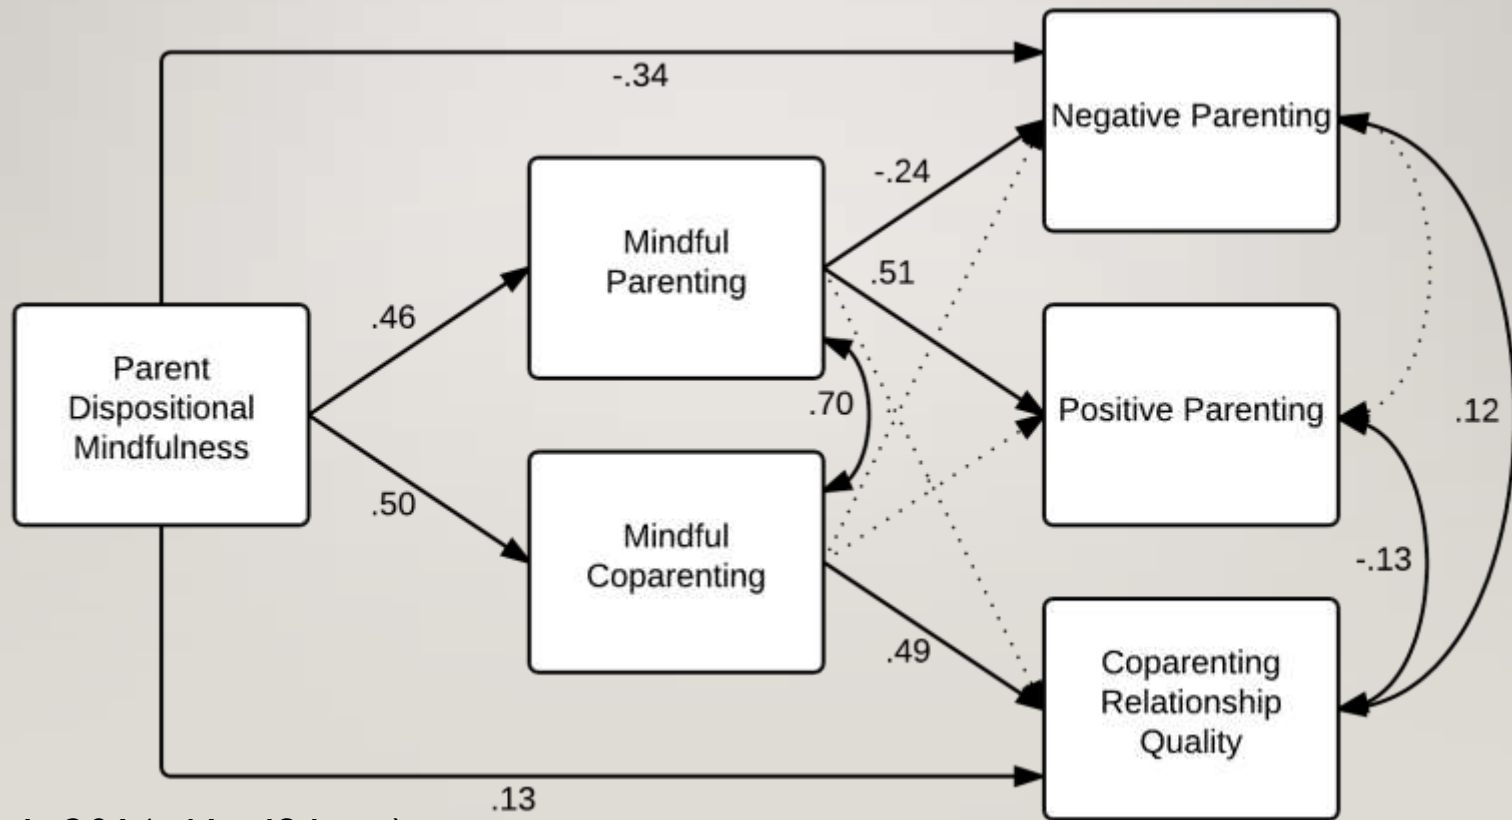 -.34
Negative Parenting
-.24
Mindful
Parenting
.51
.46
Parent
Dispositional
Mindfulness
.70
Positive Parenting
.12
.50
Mindful
Coparenting
-.13
.49
Coparenting
Relationship
Quality
.13